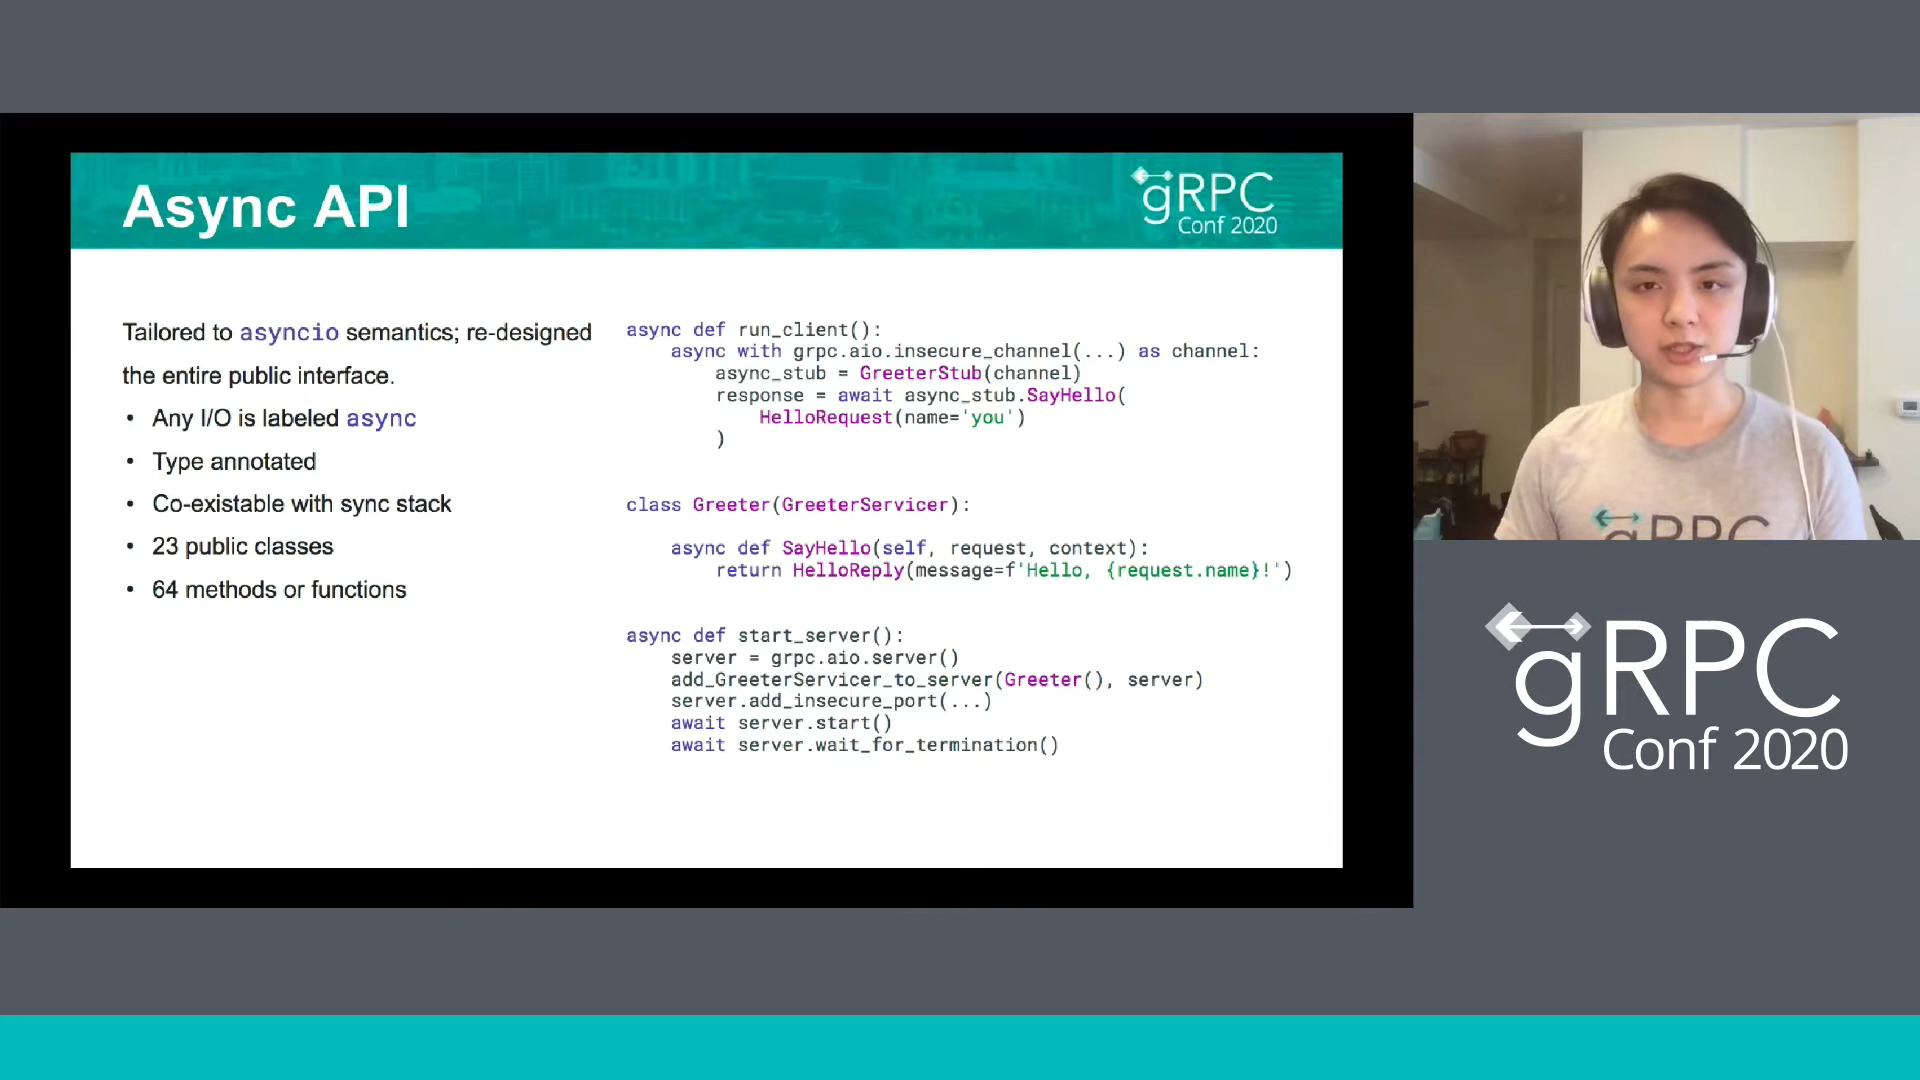 Async API
gRPC
Conf 2020
Tailored to asyncio semantics; re-designed
the entire public interface.
• Any I/O is labeled async
• Type annotated
• Co-existable with sync stack
• 23 public classes
• 64 methods or functions
async def run_client():
    async with grpc.aio.insecure_channel(...) as channel:
        async_stub = GreeterStub(channel)
        response = await async_stub.SayHello(
            HelloRequest(name='you')
        )
class Greeter(GreeterServicer):
    async def SayHello(self, request, context):
        return HelloReply(message=f'Hello, {request.name}!')
async def start_server():
    server = grpc.aio.server()
    add_GreeterServicer_to_server(Greeter(), server)
    server.add_insecure_port(...)
    await server.start()
    await server.wait_for_termination()
gRPC
gRPC
Conf 2020